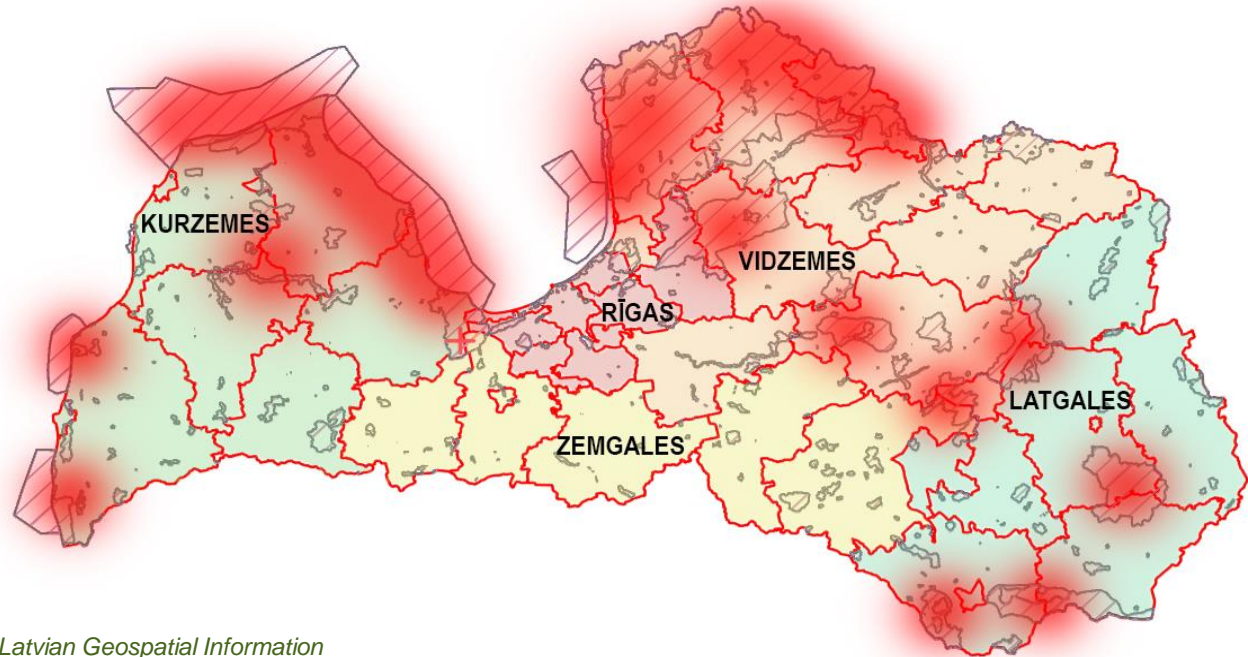 KURZEMES
VIDZEMES
RĪGAS
LATGALES
ZEMGALES
Latvian Geospatial Information